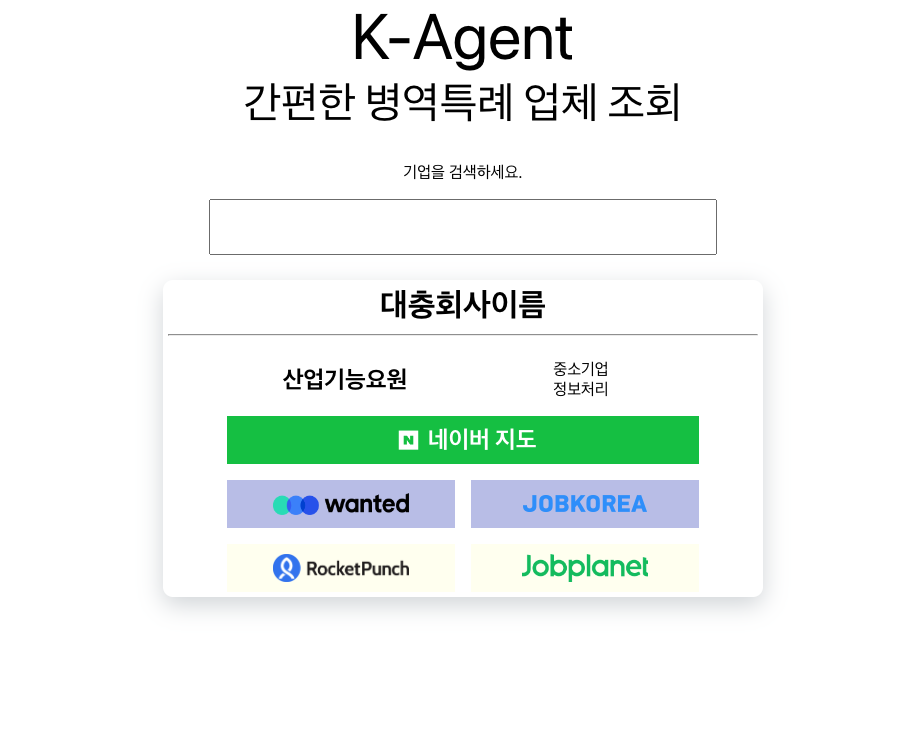 K-Agent
간편한 병역특례 업체 조회
기업을 검색하세요.
대충회사이름
산업기능요원
중소기업
정보처리
N 네이버 지도
wanted
JOBKOREA
RocketPunch
Jobplanet